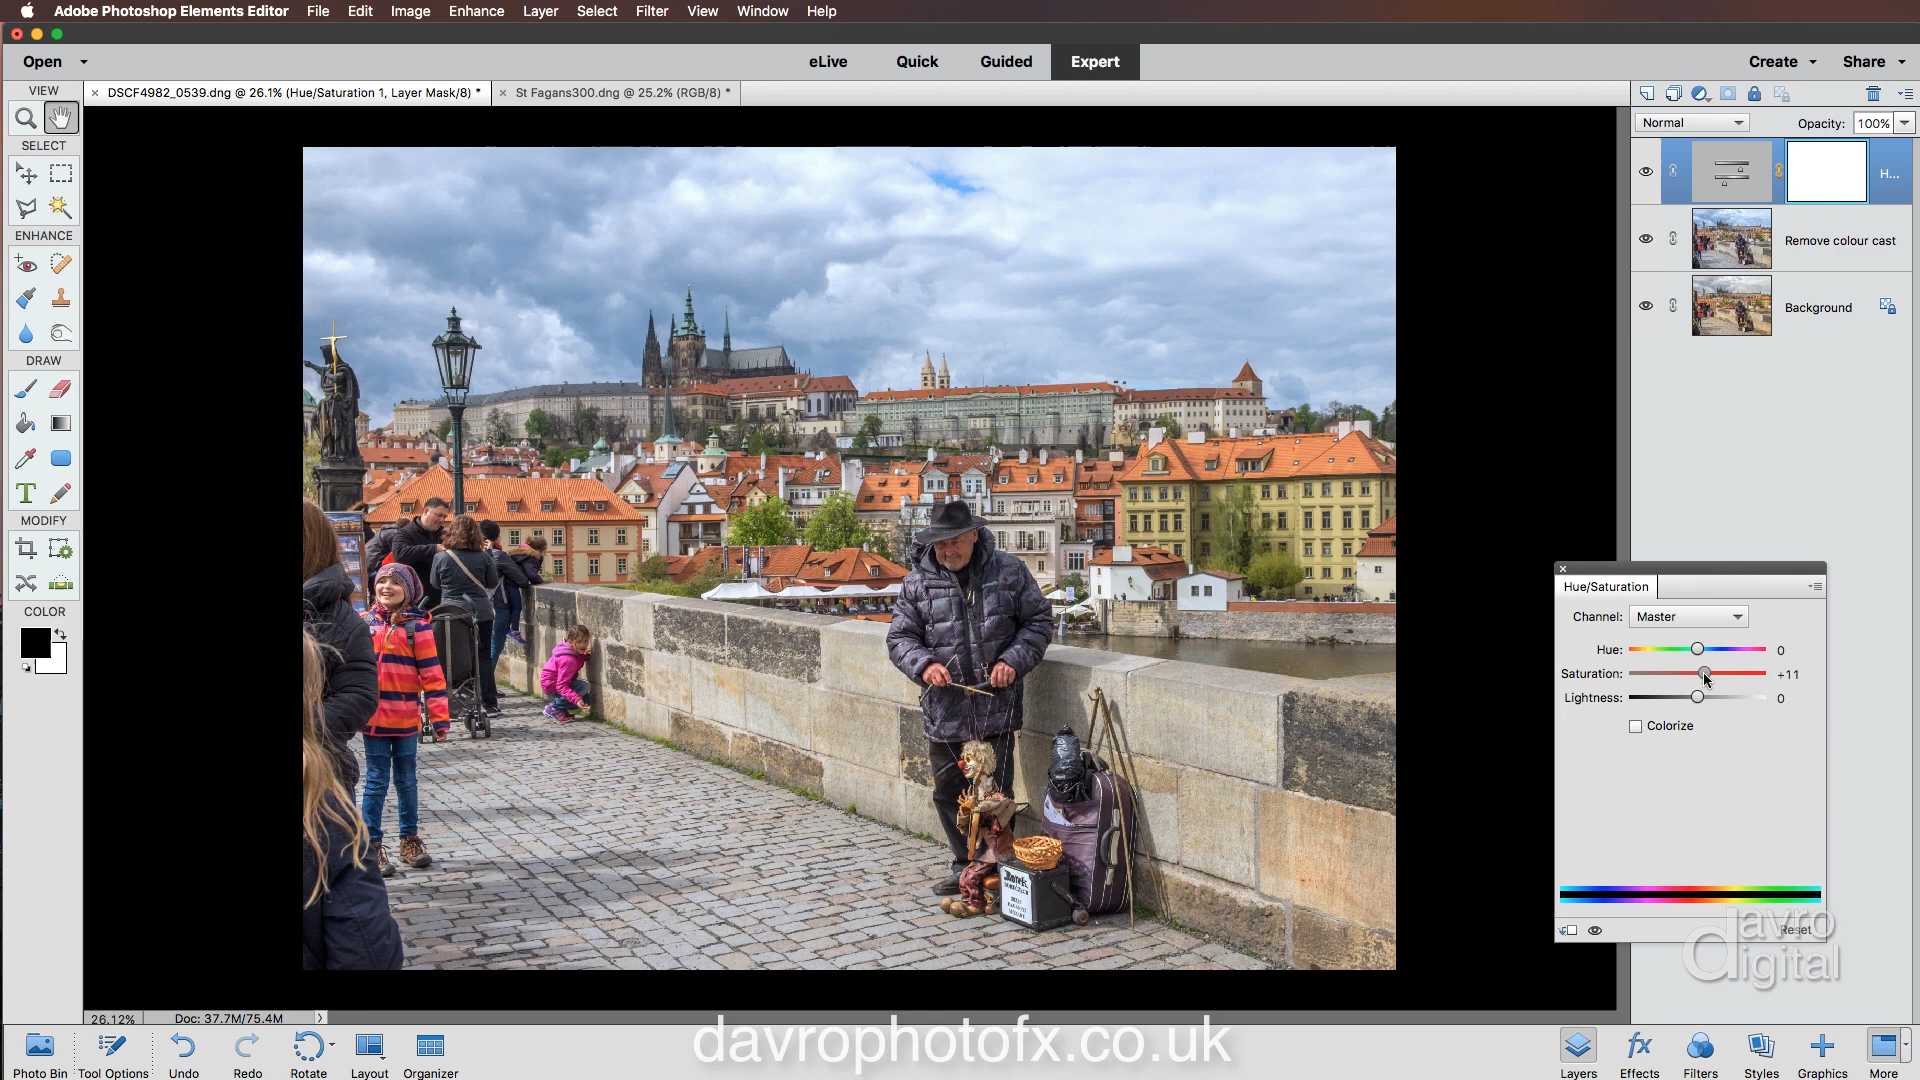 Adobe Photoshop Elements Editor File Edit Image Enhance Layer Select Filter View Window Help
Open eLive Quick Guided Expert Create Share
VIEW
× DSCF4982_0539.dng @ 26.1% (Hue/Saturation 1, Layer Mask/8) * × St Fagans300.dng @ 25.2% (RGB/8) *
Normal Opacity: 100%
SELECT
H...
ENHANCE
Remove colour cast
Background
DRAW
T
MODIFY
COLOR
Hue/Saturation
Channel: Master
Hue: 0
Saturation: +11
Lightness: 0
Colorize
Reset
davro
digital
26.12% Doc: 37.7M/75.4M
davrophotofx.co.uk
fx
Photo Bin Tool Options Undo Redo Rotate Layout Organizer Layers Effects Filters Styles Graphics More